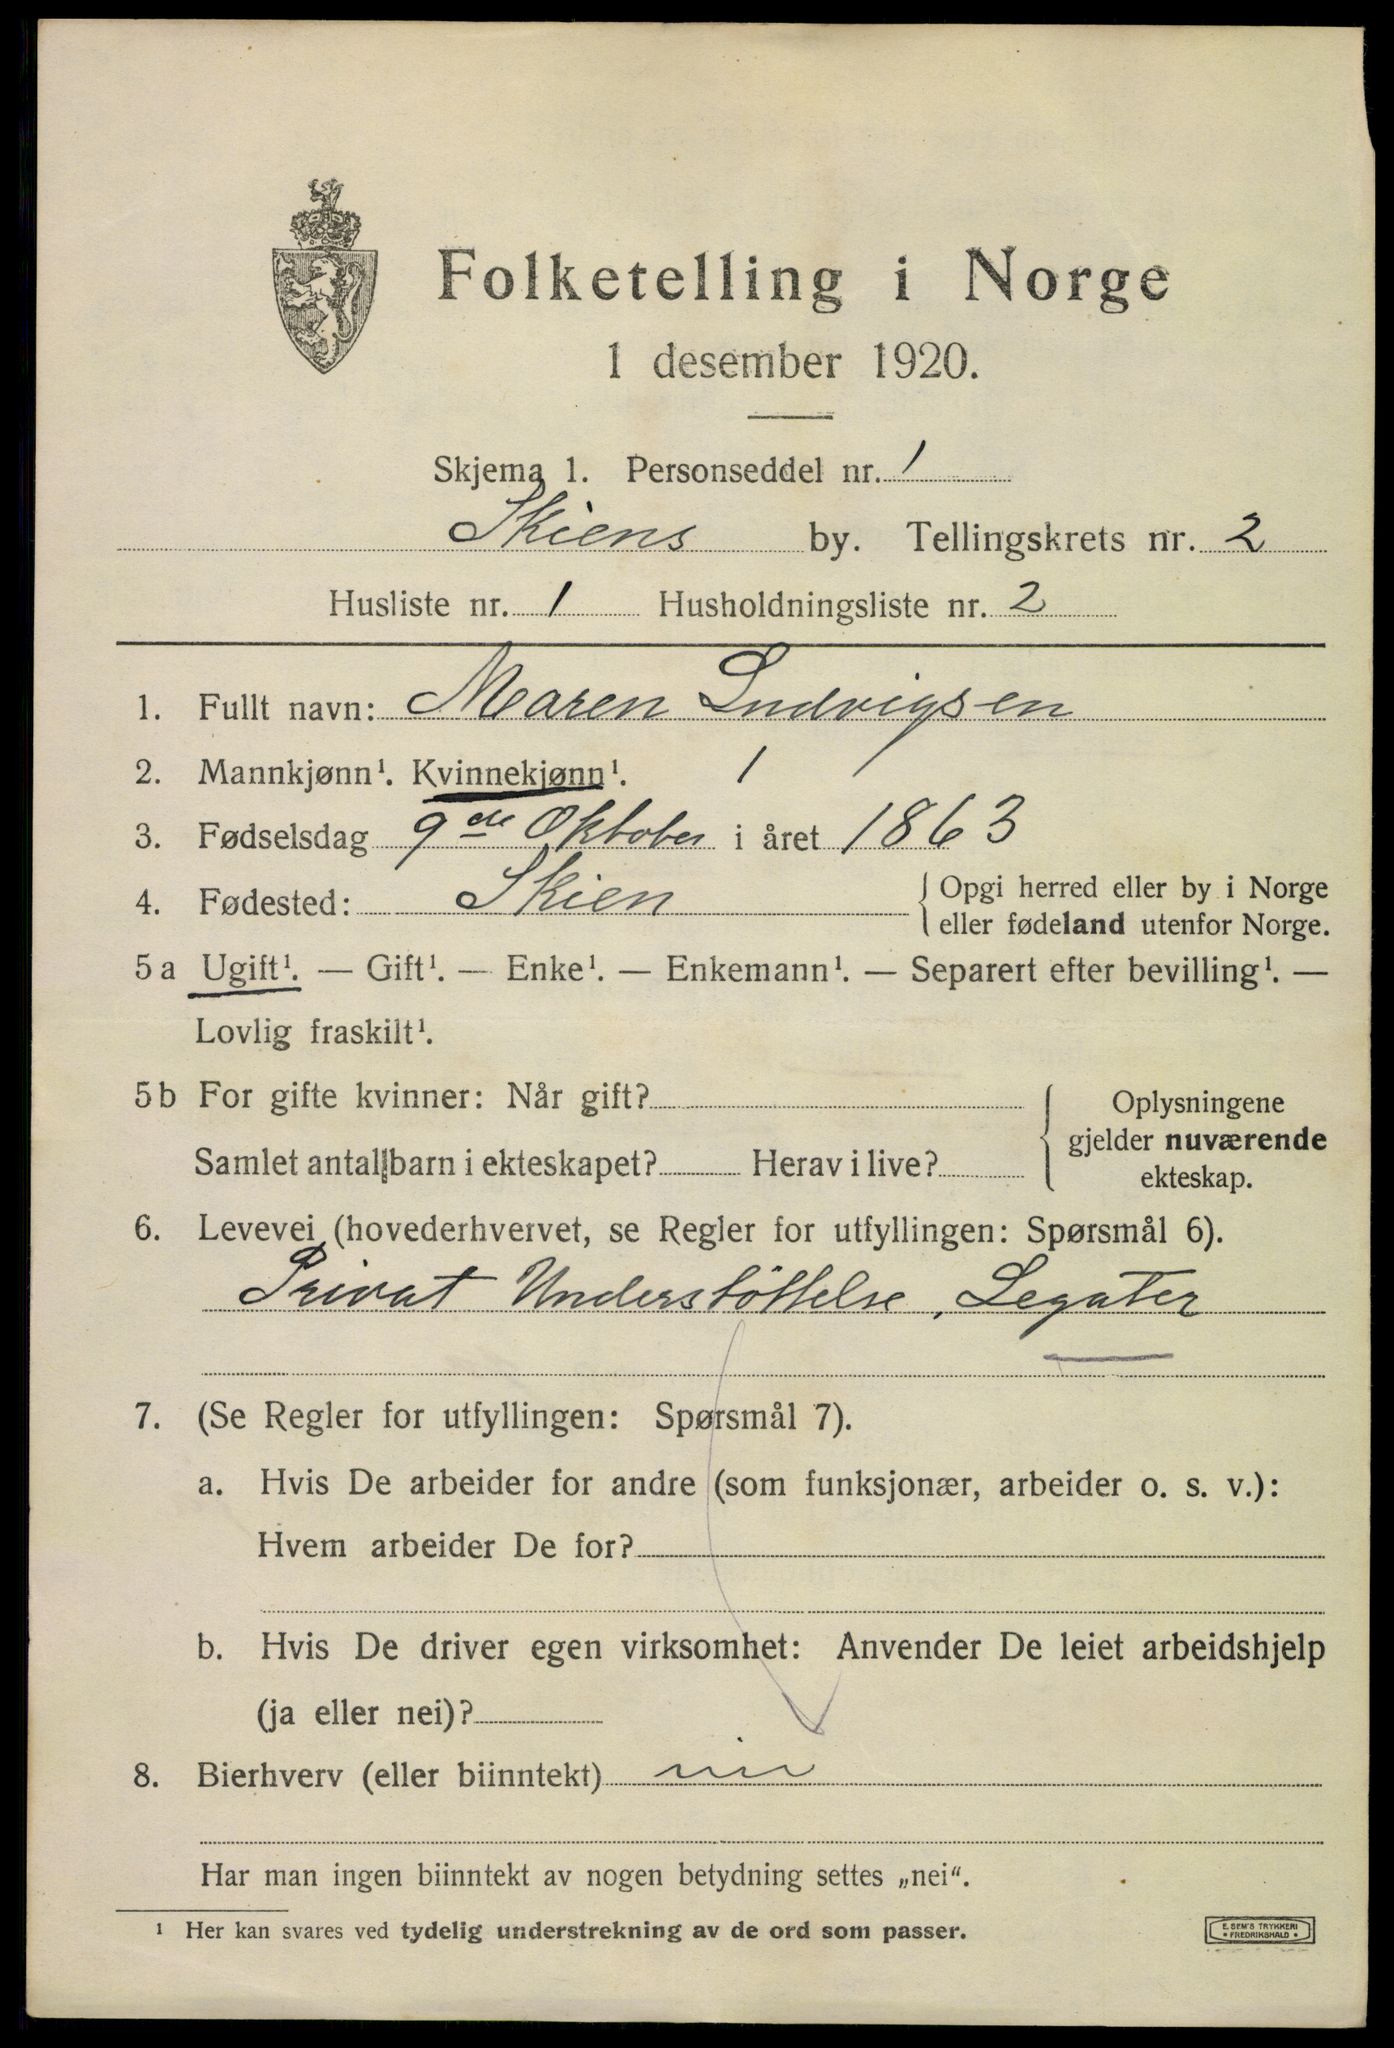 Folketelling i Norge
1 desember 1920.
Skjema 1. Personseddel nr. 1
Skiens by. Tellingskrets nr. 2
Husliste nr. 1 Husholdningsliste nr. 2
1. Fullt navn: Maren Ludvigsen
2. Mannkjønn¹. Kvinnekjønn¹. 1
3. Fødselsdag 9de Oktober i året 1863
4. Fødested: Skien { Opgi herred eller by i Norge
eller fødeland utenfor Norge.
5a Ugift¹. — Gift¹. — Enke¹. — Enkemann¹. — Separert efter bevilling¹. —
Lovlig fraskilt¹.
5b For gifte kvinner: Når gift?
Samlet antal barn i ekteskapet? Herav i live?
Oplysningene
gjelder nuværende
ekteskap.
6. Levevei (hovederhvervet, se Regler for utfyllingen: Spørsmål 6).
Privat Understöttelse, Legater
7. (Se Regler for utfyllingen: Spørsmål 7).
a. Hvis De arbeider for andre (som funksjonær, arbeider o. s. v.):
Hvem arbeider De for?
b. Hvis De driver egen virksomhet: Anvender De leiet arbeidshjelp
(ja eller nei)?
8. Bierhverv (eller biinntekt)
Har man ingen biinntekt av nogen betydning settes „nei“.
¹ Her kan svares ved tydelig understrekning av de ord som passer.
E. SEM'S TRYKKERI
FREDRIKSHALD